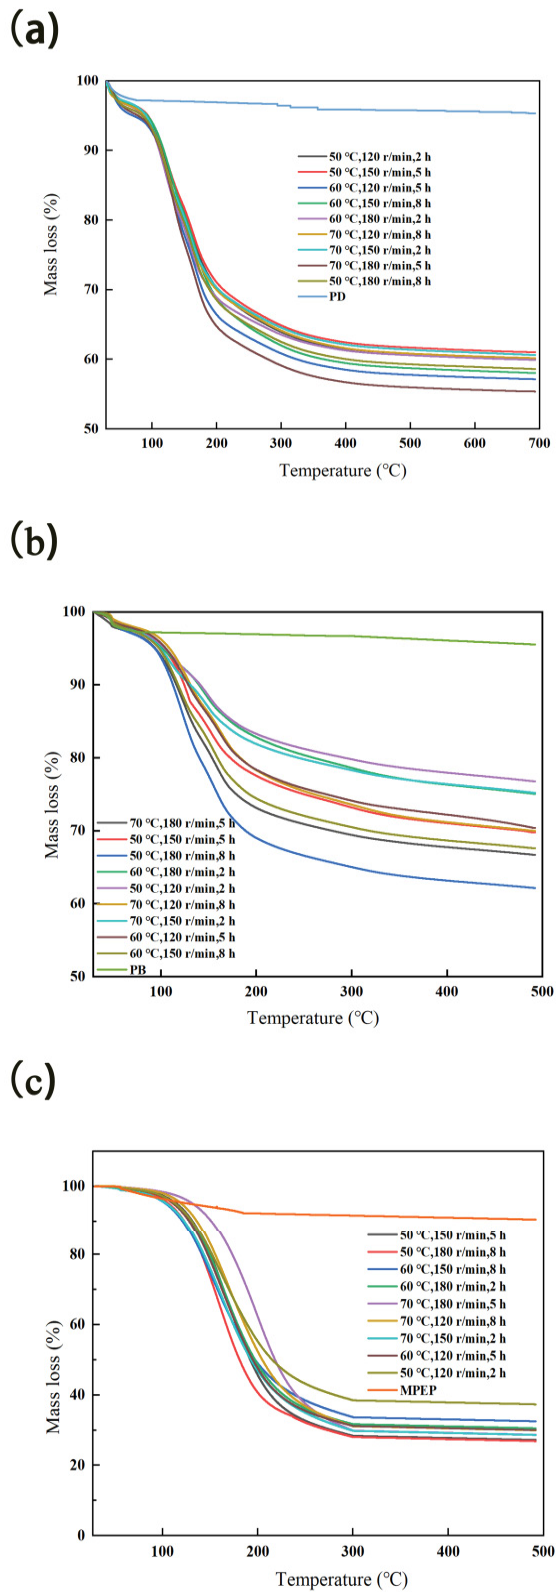 (a)
100
90
80
70
60
50
Mass loss (%)
50 ℃,120 r/min,2 h
50 ℃,150 r/min,5 h
60 ℃,120 r/min,5 h
60 ℃,150 r/min,8 h
60 ℃,180 r/min,2 h
70 ℃,120 r/min,8 h
70 ℃,150 r/min,2 h
70 ℃,180 r/min,5 h
50 ℃,180 r/min,8 h
PD
100 200 300 400 500 600 700
Temperature (℃)
(b)
100
90
80
70
60
50
Mass loss (%)
70 ℃,180 r/min,5 h
50 ℃,150 r/min,5 h
50 ℃,180 r/min,8 h
60 ℃,180 r/min,2 h
50 ℃,120 r/min,2 h
70 ℃,120 r/min,8 h
70 ℃,150 r/min,2 h
60 ℃,120 r/min,5 h
60 ℃,150 r/min,8 h
PB
100 200 300 400 500
Temperature (℃)
(c)
100
80
60
40
20
0
Mass loss (%)
50 ℃,150 r/min,5 h
50 ℃,180 r/min,8 h
60 ℃,150 r/min,8 h
60 ℃,180 r/min,2 h
70 ℃,180 r/min,5 h
70 ℃,120 r/min,8 h
70 ℃,150 r/min,2 h
60 ℃,120 r/min,5 h
50 ℃,120 r/min,2 h
MPEP
100 200 300 400 500
Temperature (℃)